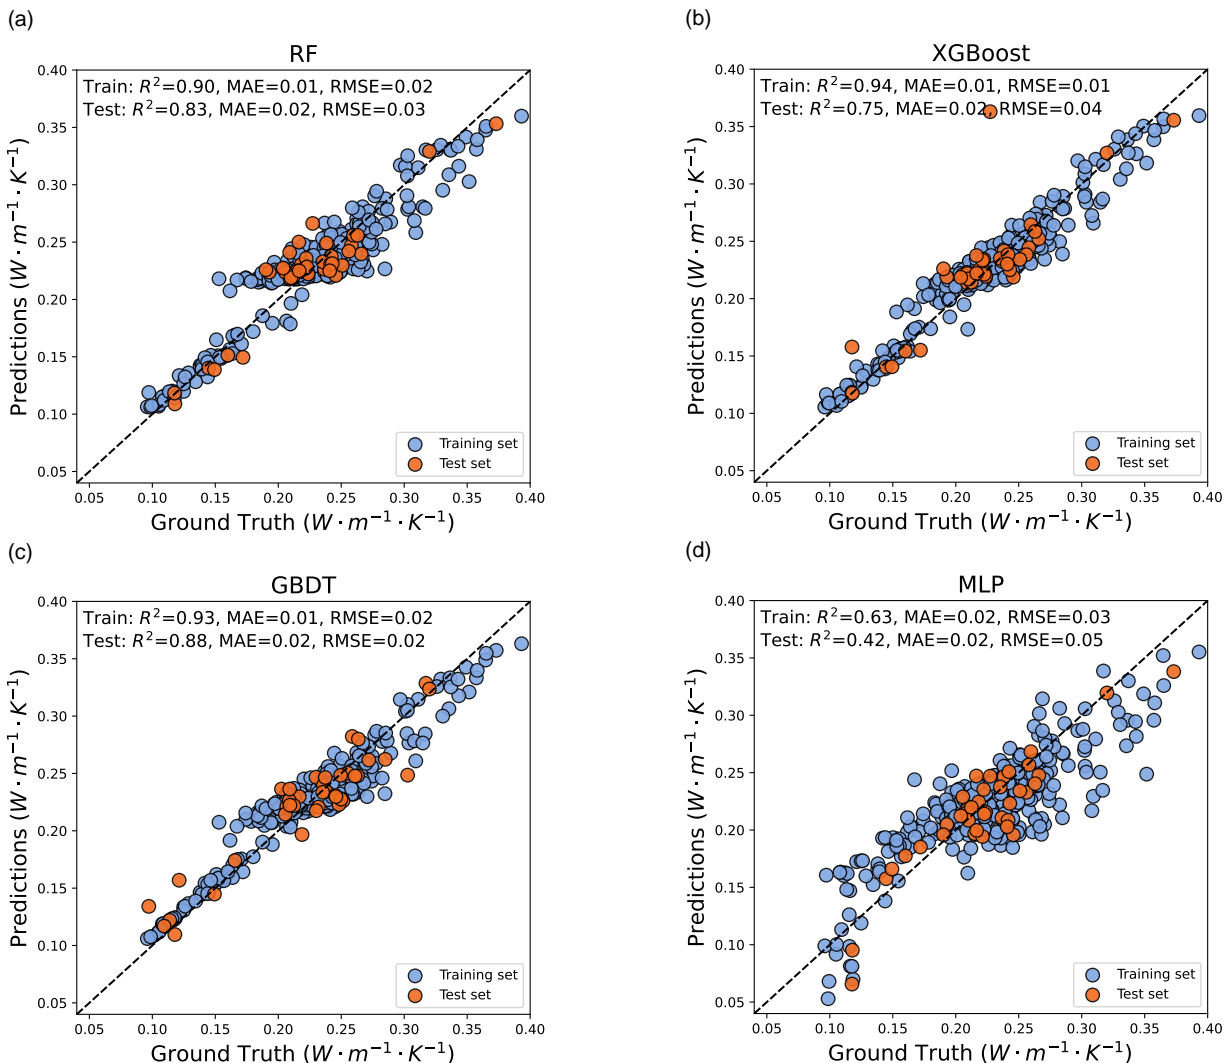 (a)
RF
Train: R²=0.90, MAE=0.01, RMSE=0.02
Test: R²=0.83, MAE=0.02, RMSE=0.03
Predictions (W · m⁻¹ · K⁻¹)
0.40
0.35
0.30
0.25
0.20
0.15
0.10
0.05
Training set
Test set
0.05 0.10 0.15 0.20 0.25 0.30 0.35 0.40
Ground Truth (W · m⁻¹ · K⁻¹)
(b)
XGBoost
Train: R²=0.94, MAE=0.01, RMSE=0.01
Test: R²=0.75, MAE=0.02, RMSE=0.04
Predictions (W · m⁻¹ · K⁻¹)
0.40
0.35
0.30
0.25
0.20
0.15
0.10
0.05
Training set
Test set
0.05 0.10 0.15 0.20 0.25 0.30 0.35 0.40
Ground Truth (W · m⁻¹ · K⁻¹)
(c)
GBDT
Train: R²=0.93, MAE=0.01, RMSE=0.02
Test: R²=0.88, MAE=0.02, RMSE=0.02
Predictions (W · m⁻¹ · K⁻¹)
0.40
0.35
0.30
0.25
0.20
0.15
0.10
0.05
Training set
Test set
0.05 0.10 0.15 0.20 0.25 0.30 0.35 0.40
Ground Truth (W · m⁻¹ · K⁻¹)
(d)
MLP
Train: R²=0.63, MAE=0.02, RMSE=0.03
Test: R²=0.42, MAE=0.02, RMSE=0.05
Predictions (W · m⁻¹ · K⁻¹)
0.40
0.35
0.30
0.25
0.20
0.15
0.10
0.05
Training set
Test set
0.05 0.10 0.15 0.20 0.25 0.30 0.35 0.40
Ground Truth (W · m⁻¹ · K⁻¹)